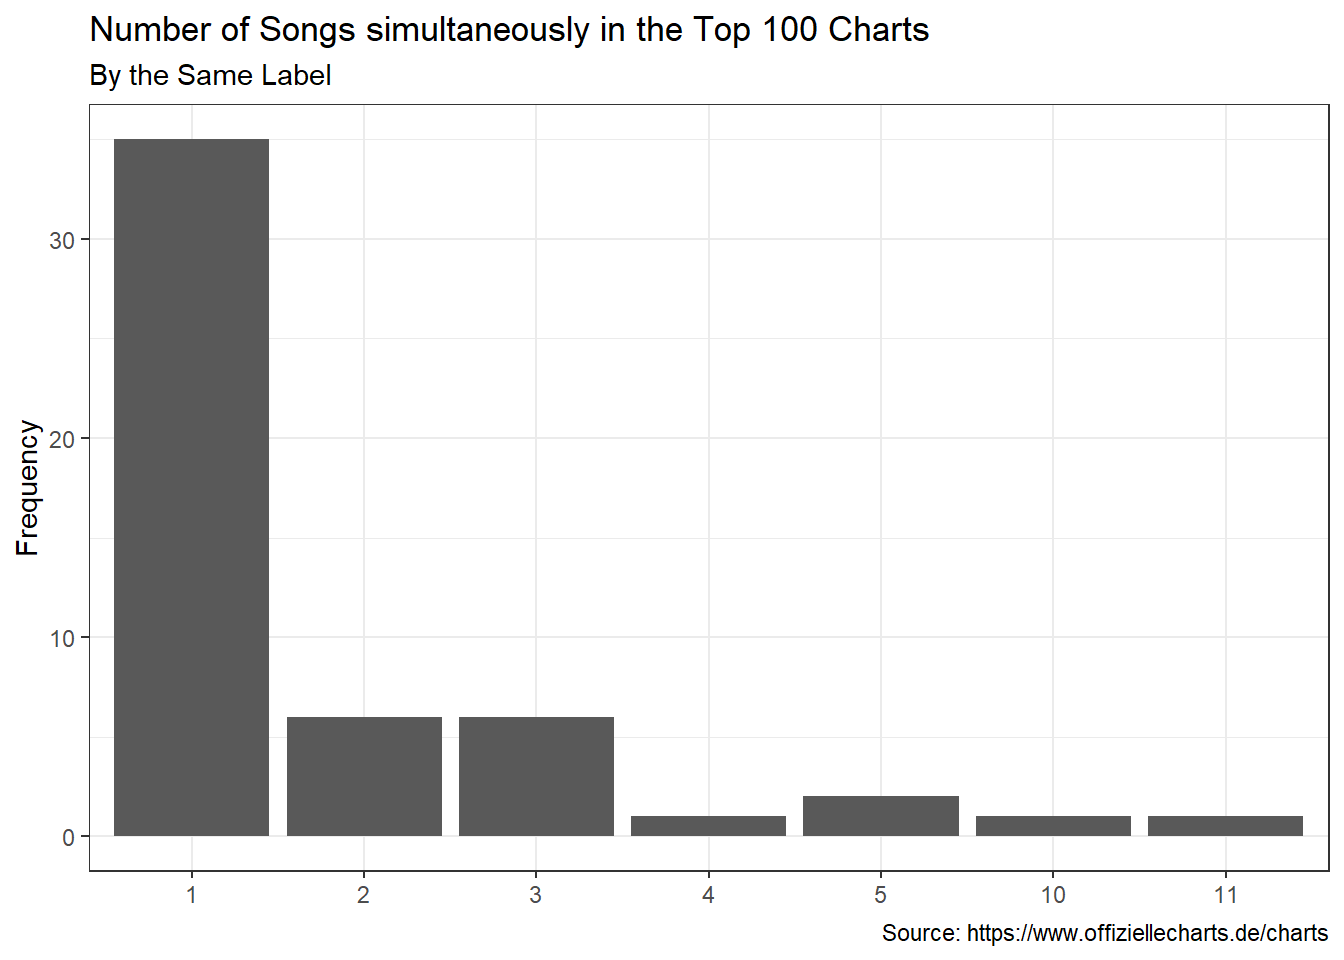 Number of Songs simultaneously in the Top 100 Charts
By the Same Label
Frequency
30
20
10
0
1 2 3 4 5 10 11
Source: https://www.offiziellecharts.de/charts